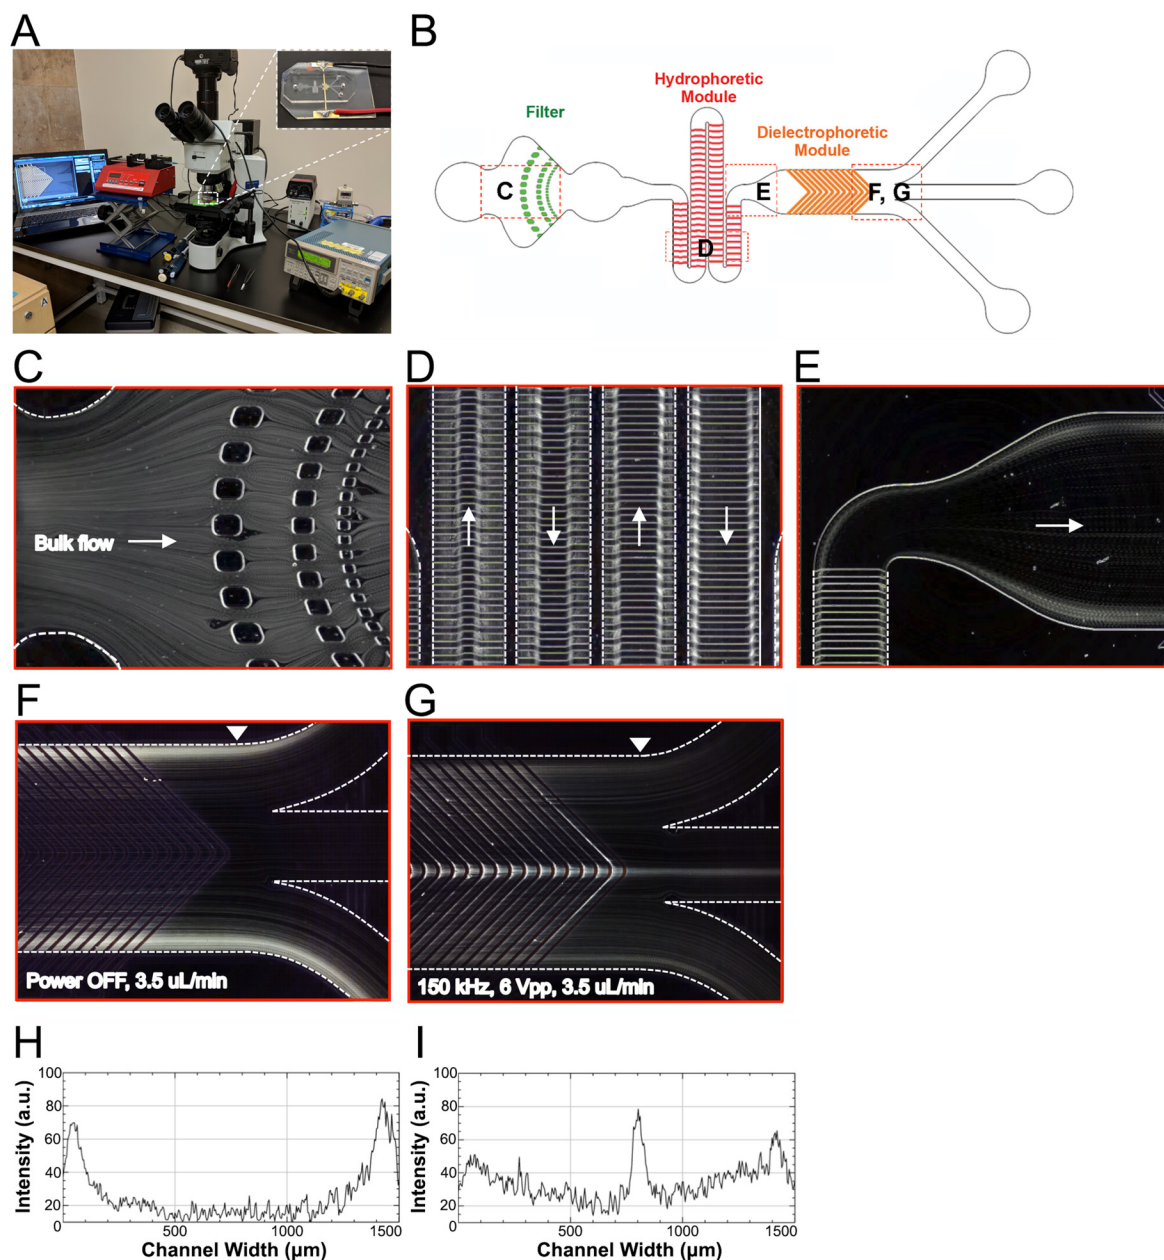 A
B
Hydrophoretic
Module
Filter
Dielectrophoretic
Module
C
E
F, G
D
C
D
E
Bulk flow
F
G
Power OFF, 3.5 uL/min
150 kHz, 6 Vpp, 3.5 uL/min
H
I
Intensity (a.u.)
100
80
60
40
20
0
500
1000
1500
Channel Width (μm)
Intensity (a.u.)
100
80
60
40
20
0
500
1000
1500
Channel Width (μm)